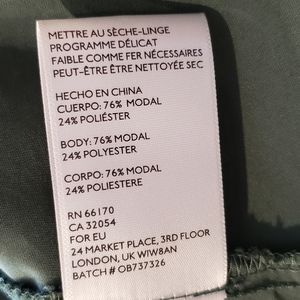 METTRE AU SÈCHE-LINGE
PROGRAMME DÉLICAT
FAIBLE COMME FER NÉCESSAIRES
PEUT-ÊTRE ÊTRE NETTOYÉE SEC
HECHO EN CHINA
CUERPO: 76% MODAL
24% POLIÉSTER
BODY: 76% MODAL
24% POLYESTER
CORPO: 76% MODAL
24% POLIESTERE
RN 66170
CA 32054
FOR EU
24 MARKET PLACE, 3RD FLOOR
LONDON, UK WIW8AN
BATCH # OB737326